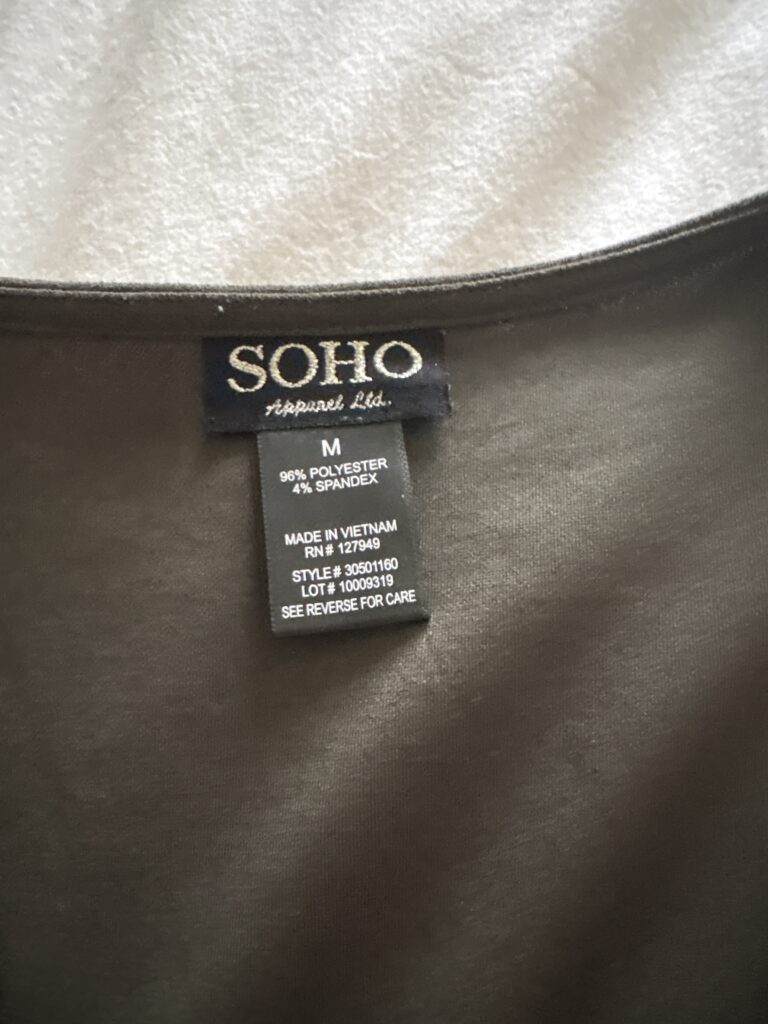 SOHO
Apparel Ltd.
M
96% POLYESTER
4% SPANDEX
MADE IN VIETNAM
RN# 127949
STYLE# 30501160
LOT# 10009319
SEE REVERSE FOR CARE